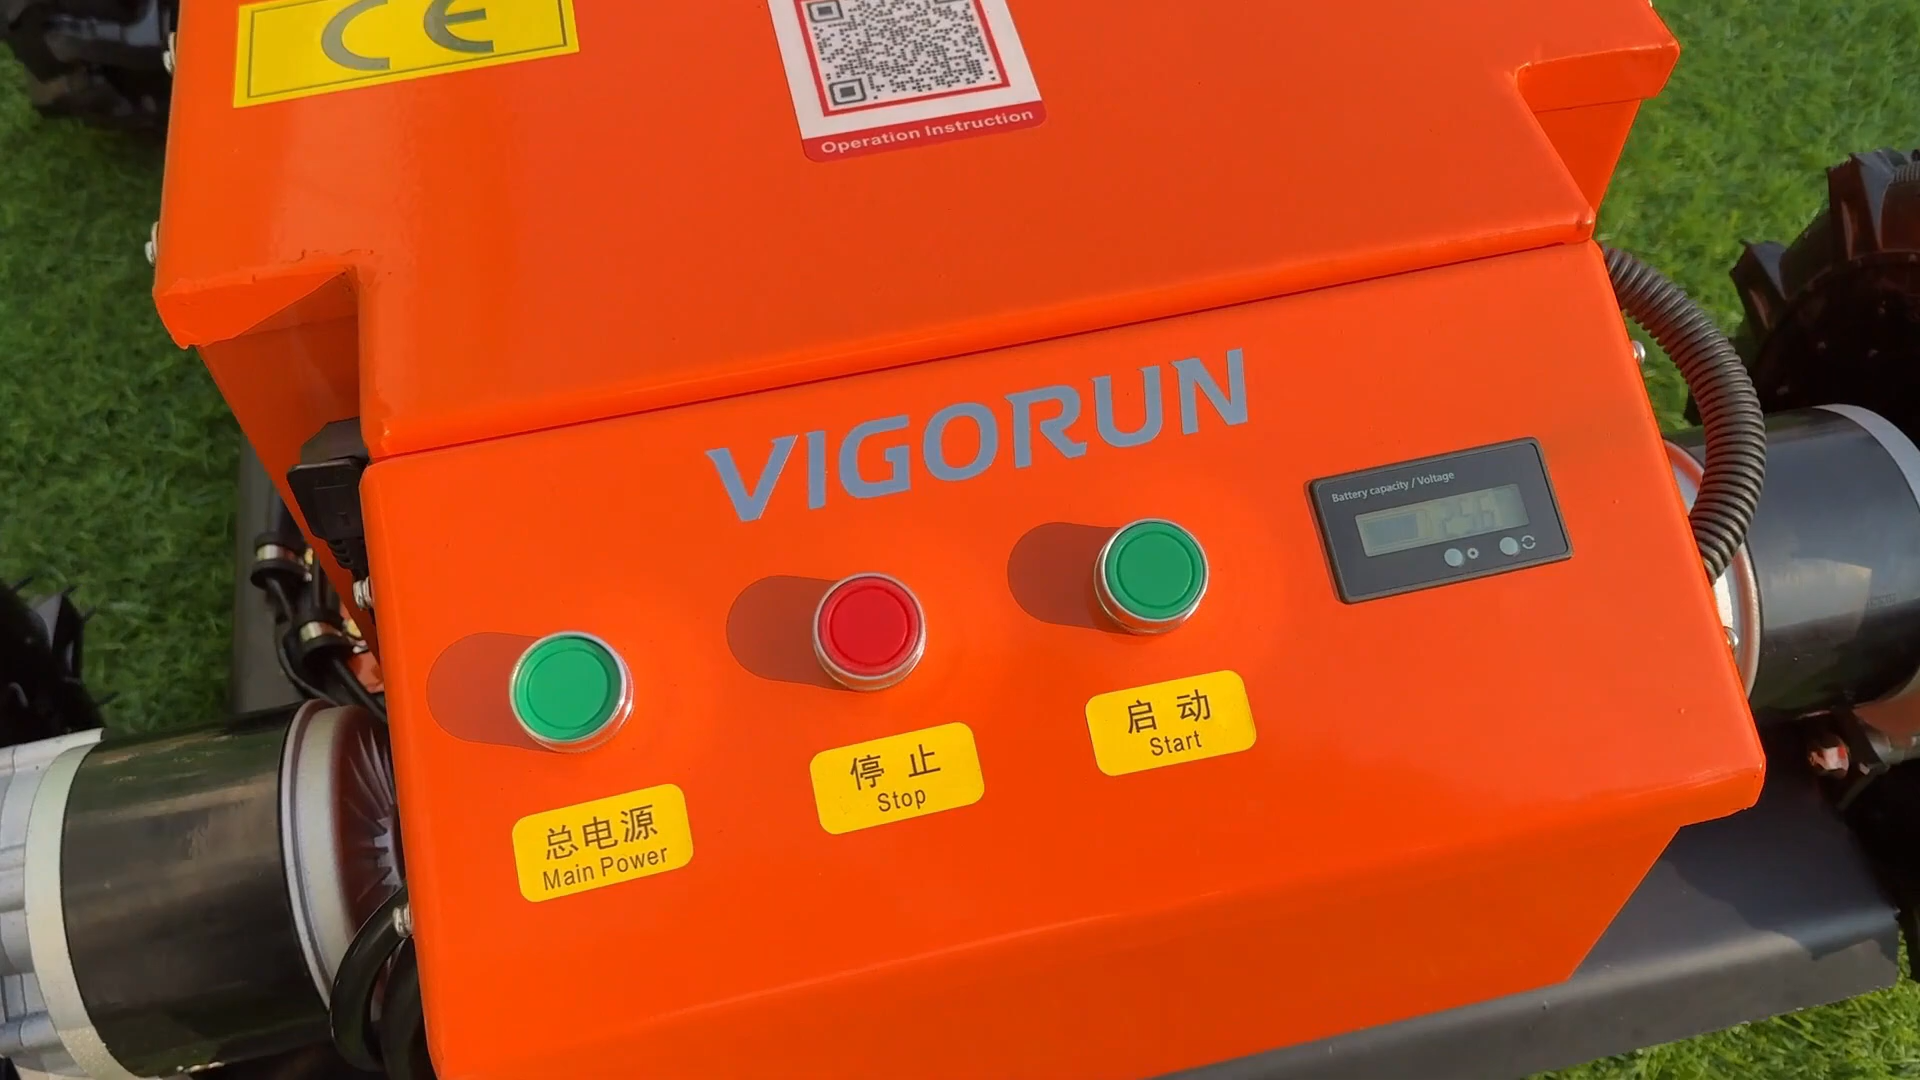 CE
Operation Instruction
VIGORUN
Battery capacity / Voltage
启动
Start
停止
Stop
总电源
Main Power